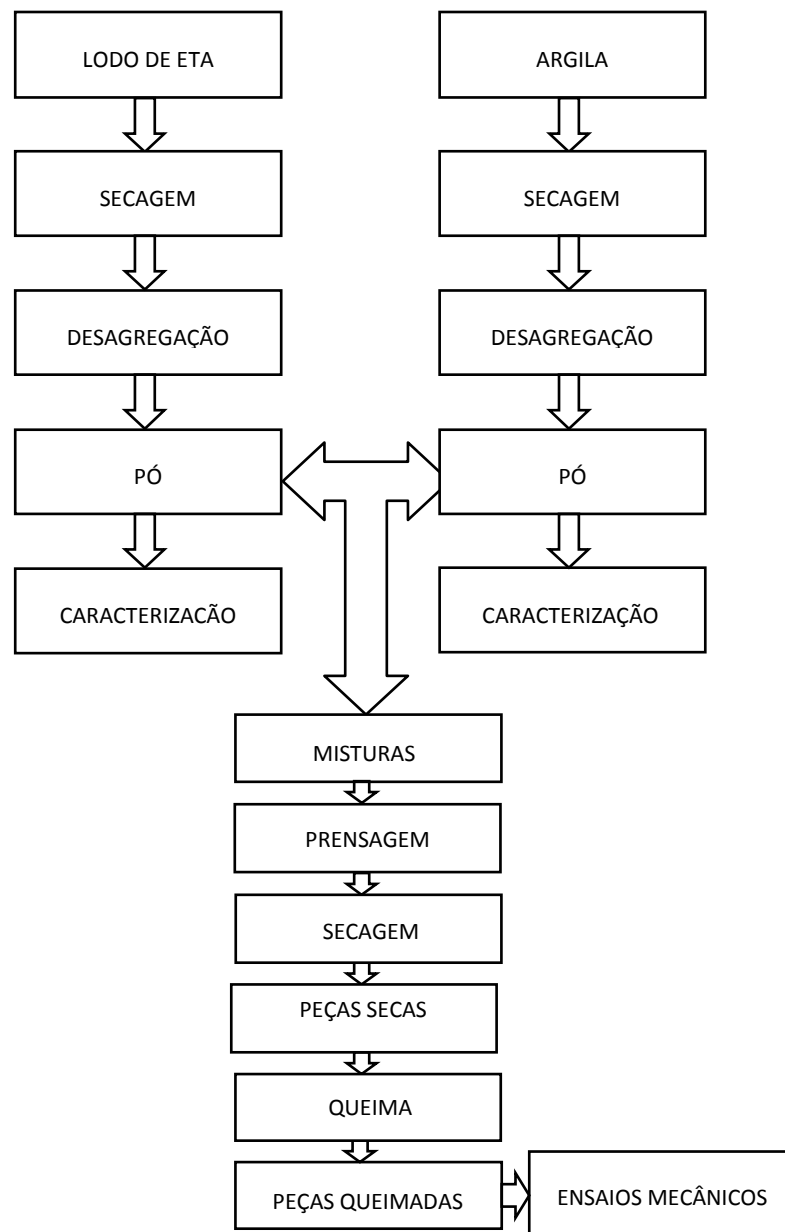 LODO DE ETA
ARGILA
SECAGEM
SECAGEM
DESAGREGAÇÃO
DESAGREGAÇÃO
PÓ
PÓ
CARACTERIZACÃO
CARACTERIZAÇÃO
MISTURAS
PRENSAGEM
SECAGEM
PEÇAS SECAS
QUEIMA
PEÇAS QUEIMADAS
ENSAIOS MECÂNICOS